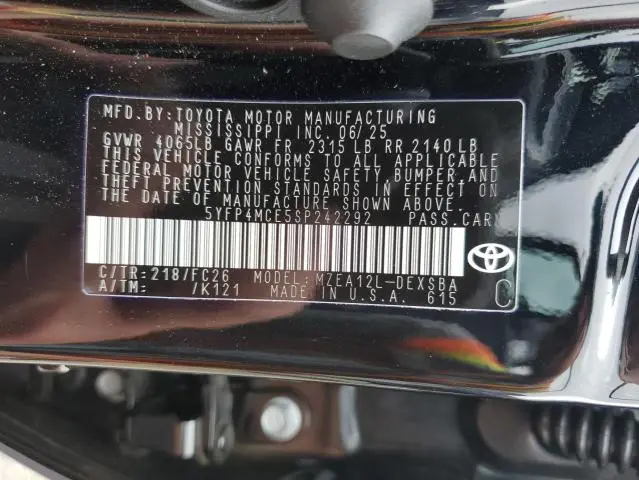 MFD.BY:TOYOTA MOTOR MANUFACTURING
MISSISSIPPI INC. 06/25
GVWR 4065LB GAWR FR 2315 LB RR 2140 LB
THIS VEHICLE CONFORMS TO ALL APPLICABLE
FEDERAL MOTOR VEHICLE SAFETY,BUMPER,AND
THEFT PREVENTION STANDARDS IN EFFECT ON
THE DATE OF MANUFACTURE SHOWN ABOVE.
5YFP4MCE5SP242292 PASS.CAR
C/TR:218/FC26 MODEL:MZEA12L-DEXSBA
A/TM: /K121 MADE IN U.S.A. 615
C